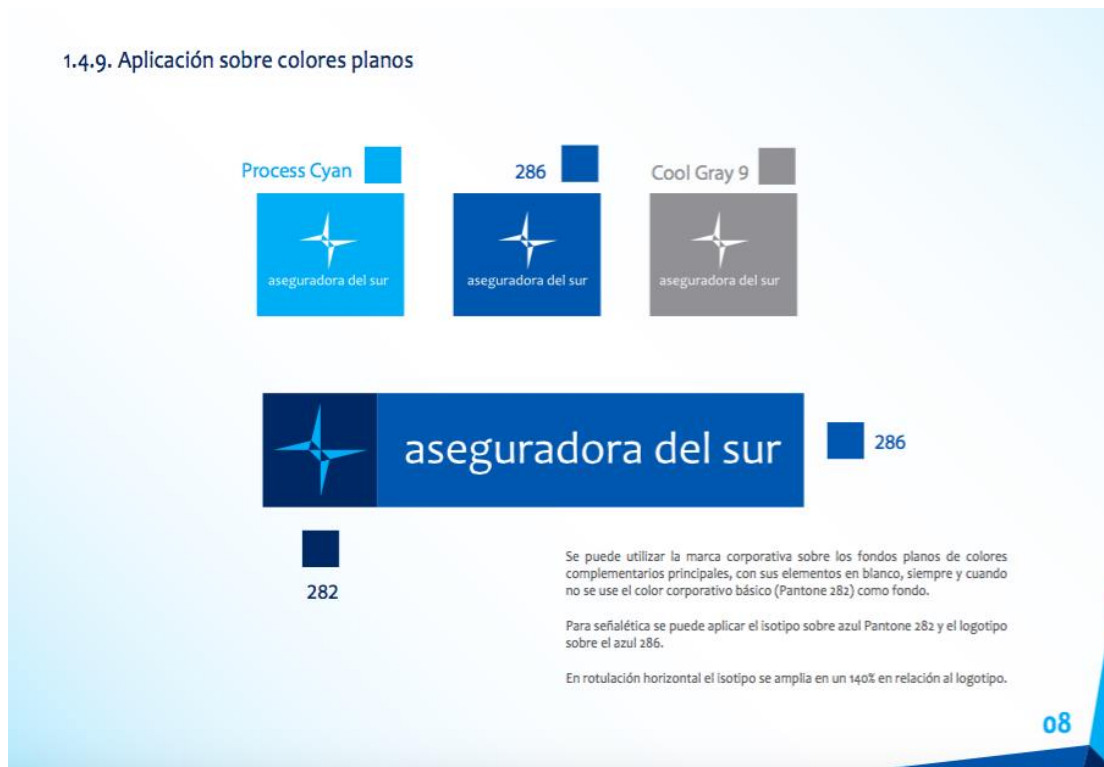 1.4.9. Aplicación sobre colores planos
Process Cyan
286
Cool Gray 9
aseguradora del sur
aseguradora del sur
aseguradora del sur
aseguradora del sur
286
282
Se puede utilizar la marca corporativa sobre los fondos planos de colores
complementarios principales, con sus elementos en blanco, siempre y cuando
no se use el color corporativo básico (Pantone 282) como fondo.
Para señalética se puede aplicar el isotipo sobre azul Pantone 282 y el logotipo
sobre el azul 286.
En rotulación horizontal el isotipo se amplia en un 140% en relación al logotipo.
08